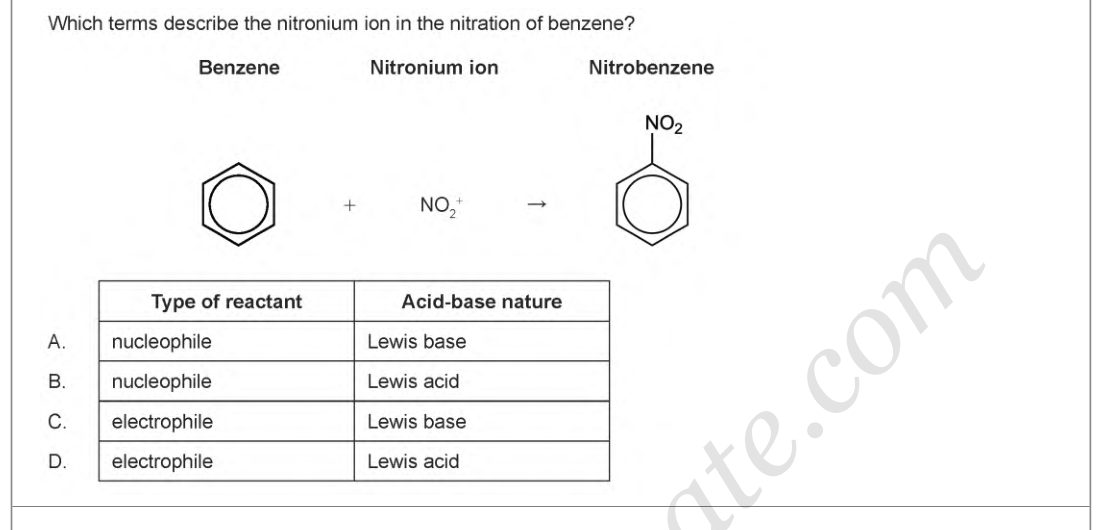 Which terms describe the nitronium ion in the nitration of benzene?
Benzene Nitronium ion Nitrobenzene
NO₂
+ NO₂⁺ →
Type of reactant Acid-base nature
A. nucleophile Lewis base
B. nucleophile Lewis acid
C. electrophile Lewis base
D. electrophile Lewis acid
ate.com